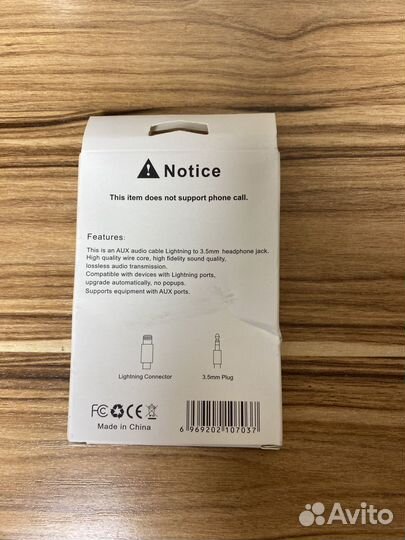 Notice
This item does not support phone call.
Features:
This is an AUX audio cable Lightning to 3.5mm headphone jack.
High quality wire core, high fidelity sound quality,
lossless audio transmission.
Compatible with devices with Lightning ports,
upgrade automatically, no popups.
Supports equipment with AUX ports.
Lightning Connector 3.5mm Plug
FC CE
Made in China
6 969202 107037
Avito